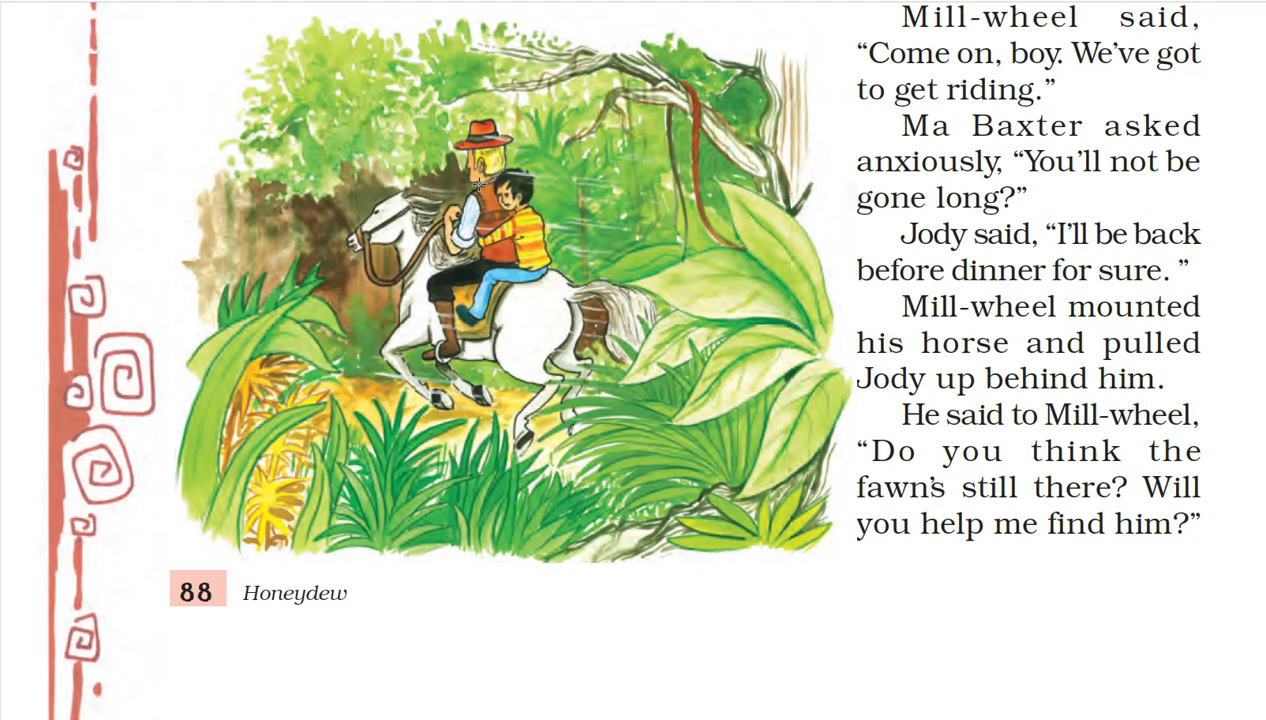 Mill-wheel said,
“Come on, boy. We’ve got
to get riding.”
Ma Baxter asked
anxiously, “You’ll not be
gone long?”
Jody said, “I’ll be back
before dinner for sure. ”
Mill-wheel mounted
his horse and pulled
Jody up behind him.
He said to Mill-wheel,
“Do you think the
fawn’s still there? Will
you help me find him?”
88 Honeydew